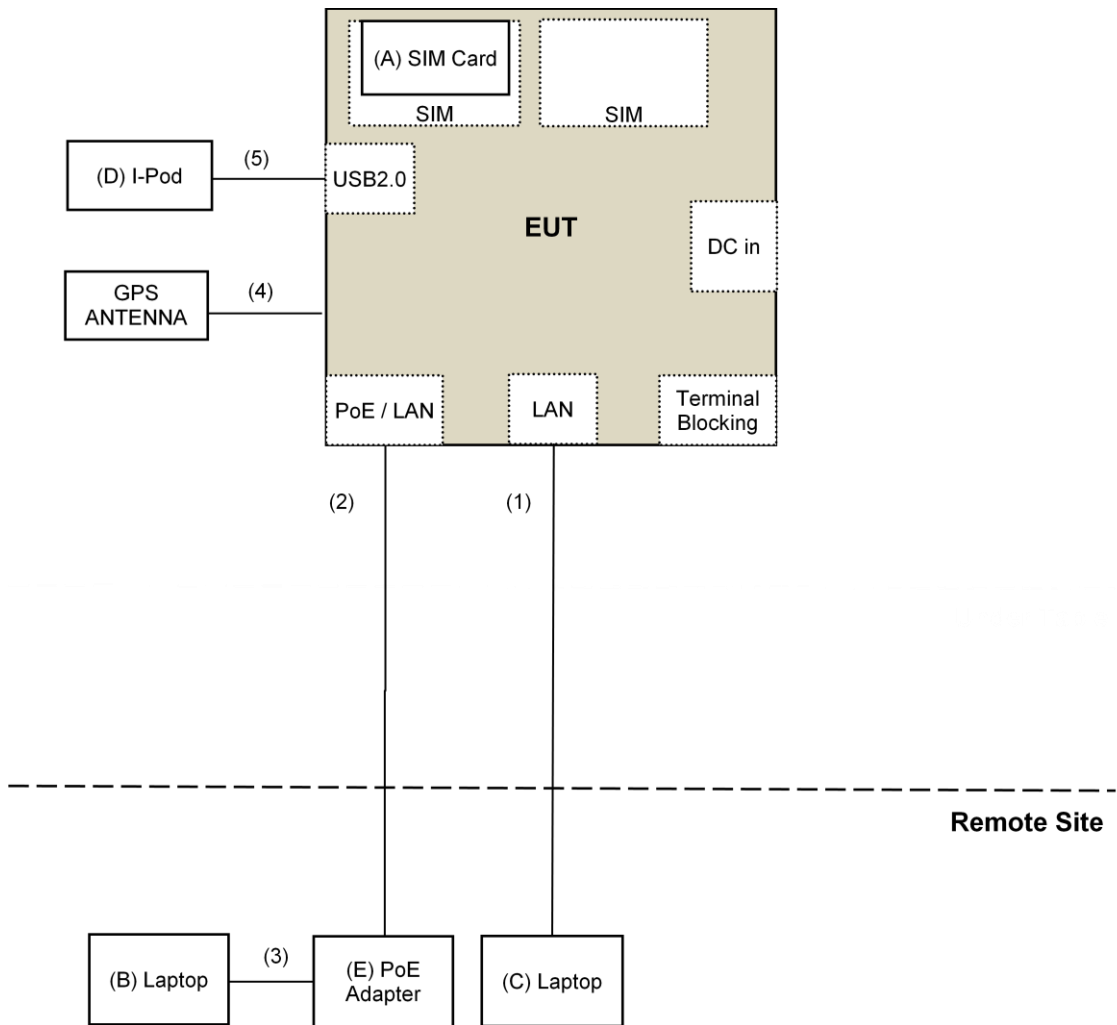 (A) SIM Card
SIM
SIM
(5)
(D) I-Pod
USB2.0
EUT
DC in
GPS
ANTENNA
(4)
PoE / LAN
LAN
Terminal
Blocking
(2)
(1)
Remote Site
(B) Laptop
(3)
(E) PoE
Adapter
(C) Laptop